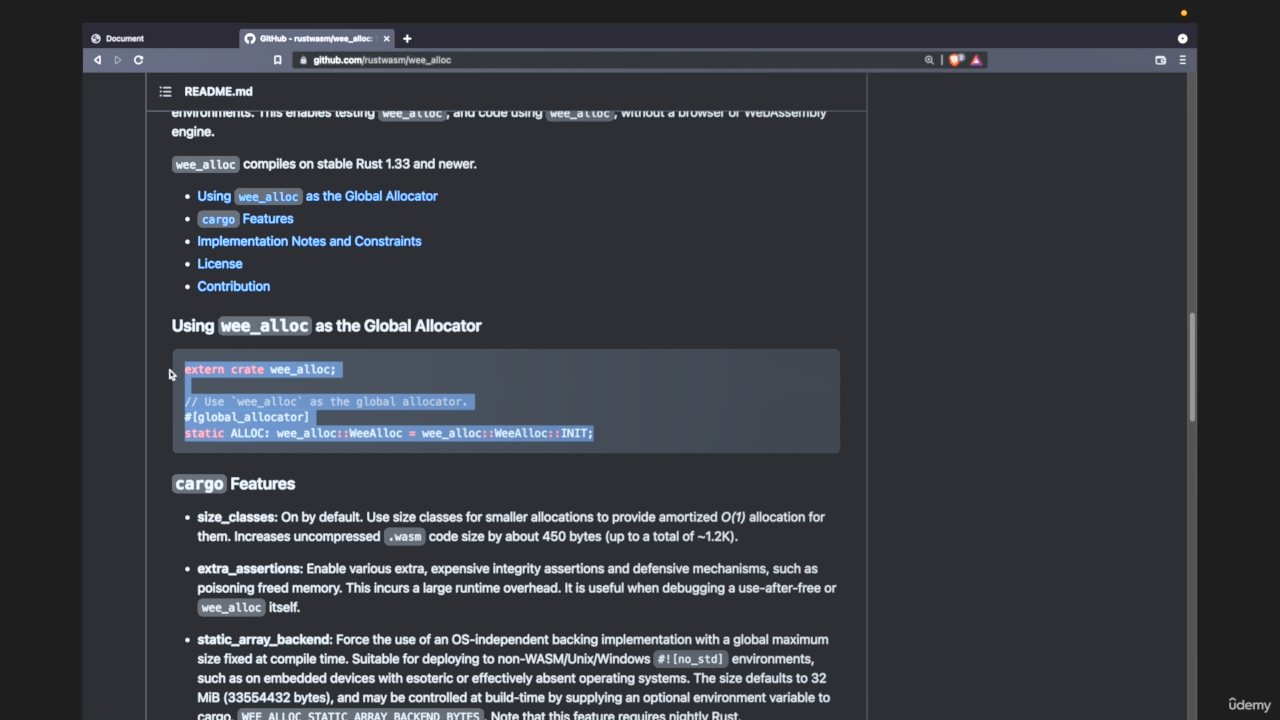 Document
GitHub - rustwasm/wee_alloc:
github.com/rustwasm/wee_alloc
README.md
environments. This enables testing wee_alloc, and code using wee_alloc, without a browser or WebAssembly
engine.
wee_alloc compiles on stable Rust 1.33 and newer.
• Using wee_alloc as the Global Allocator
• cargo Features
• Implementation Notes and Constraints
• License
• Contribution
Using wee_alloc as the Global Allocator
extern crate wee_alloc;
// Use `wee_alloc` as the global allocator.
#[global_allocator]
static ALLOC: wee_alloc::WeeAlloc = wee_alloc::WeeAlloc::INIT;
cargo Features
• size_classes: On by default. Use size classes for smaller allocations to provide amortized O(1) allocation for
them. Increases uncompressed .wasm code size by about 450 bytes (up to a total of ~1.2K).
• extra_assertions: Enable various extra, expensive integrity assertions and defensive mechanisms, such as
poisoning freed memory. This incurs a large runtime overhead. It is useful when debugging a use-after-free or
wee_alloc itself.
• static_array_backend: Force the use of an OS-independent backing implementation with a global maximum
size fixed at compile time. Suitable for deploying to non-WASM/Unix/Windows #![no_std] environments,
such as on embedded devices with esoteric or effectively absent operating systems. The size defaults to 32
MiB (33554432 bytes), and may be controlled at build-time by supplying an optional environment variable to
cargo, WEE_ALLOC_STATIC_ARRAY_BACKEND_BYTES. Note that this feature requires nightly Rust.
ûdemy